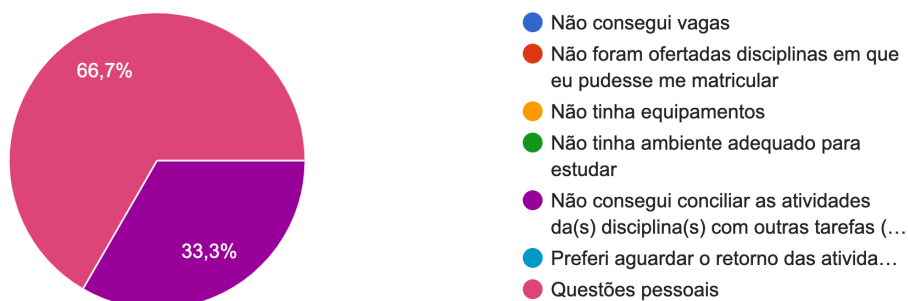 66,7%
33,3%
Não consegui vagas
Não foram ofertadas disciplinas em que
eu pudesse me matricular
Não tinha equipamentos
Não tinha ambiente adequado para
estudar
Não consegui conciliar as atividades
da(s) disciplina(s) com outras tarefas (…
Preferi aguardar o retorno das ativida…
Questões pessoais